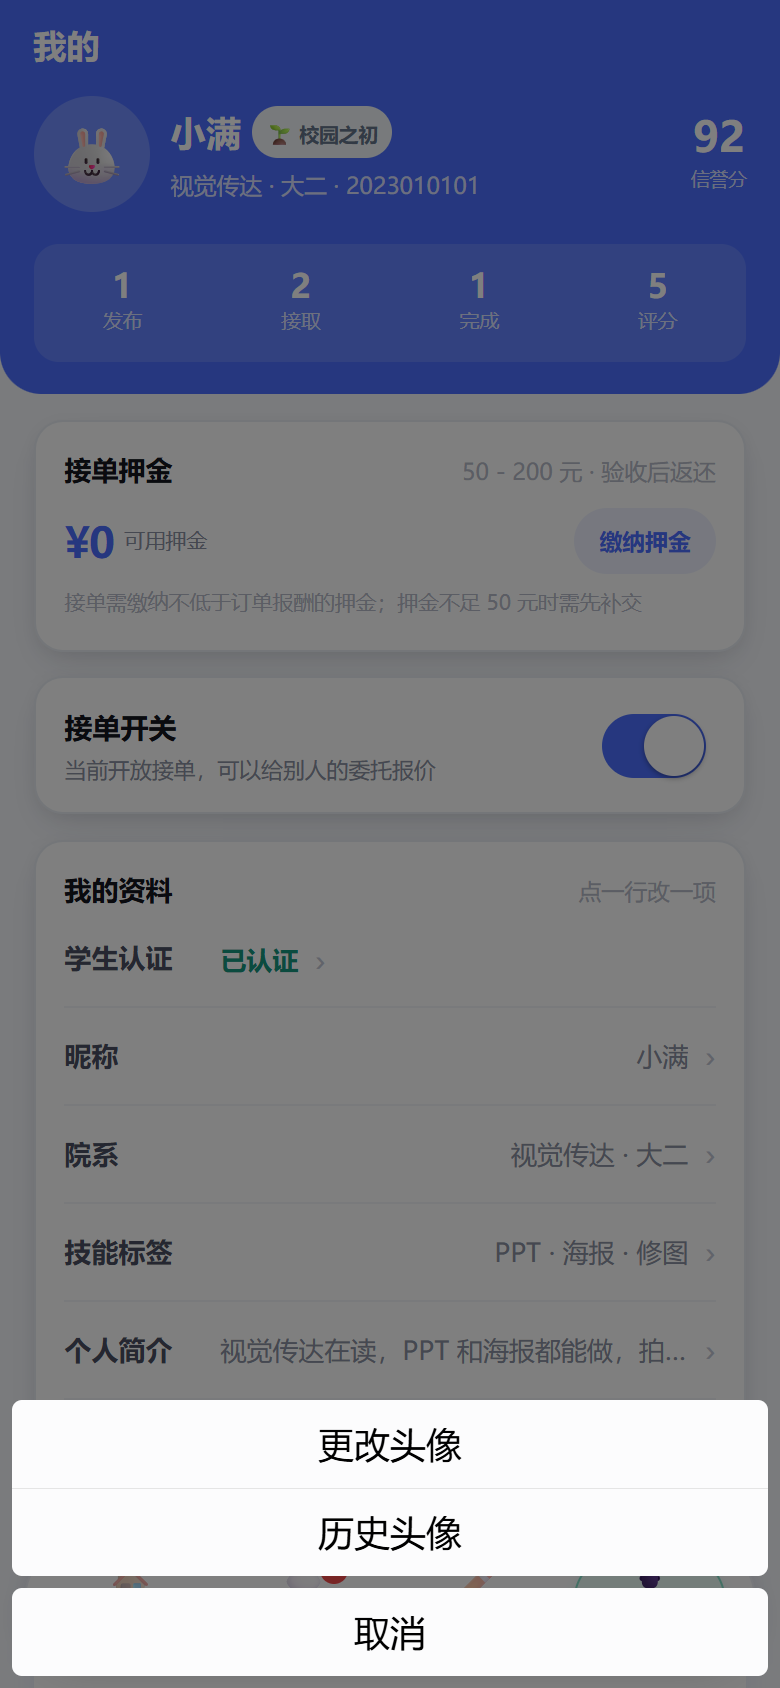 我的
小满 校园之初
视觉传达 · 大二 · 2023010101
92
信誉分
1 2 1 5
发布 接取 完成 评分
接单押金 50 - 200 元 · 验收后返还
¥0 可用押金 缴纳押金
接单需缴纳不低于订单报酬的押金；押金不足 50 元时需先补交
接单开关
当前开放接单，可以给别人的委托报价
我的资料 点一行改一项
学生认证 已认证 ›
昵称 小满 ›
院系 视觉传达 · 大二 ›
技能标签 PPT · 海报 · 修图 ›
个人简介 视觉传达在读，PPT 和海报都能做，拍... ›
更改头像
历史头像
取消